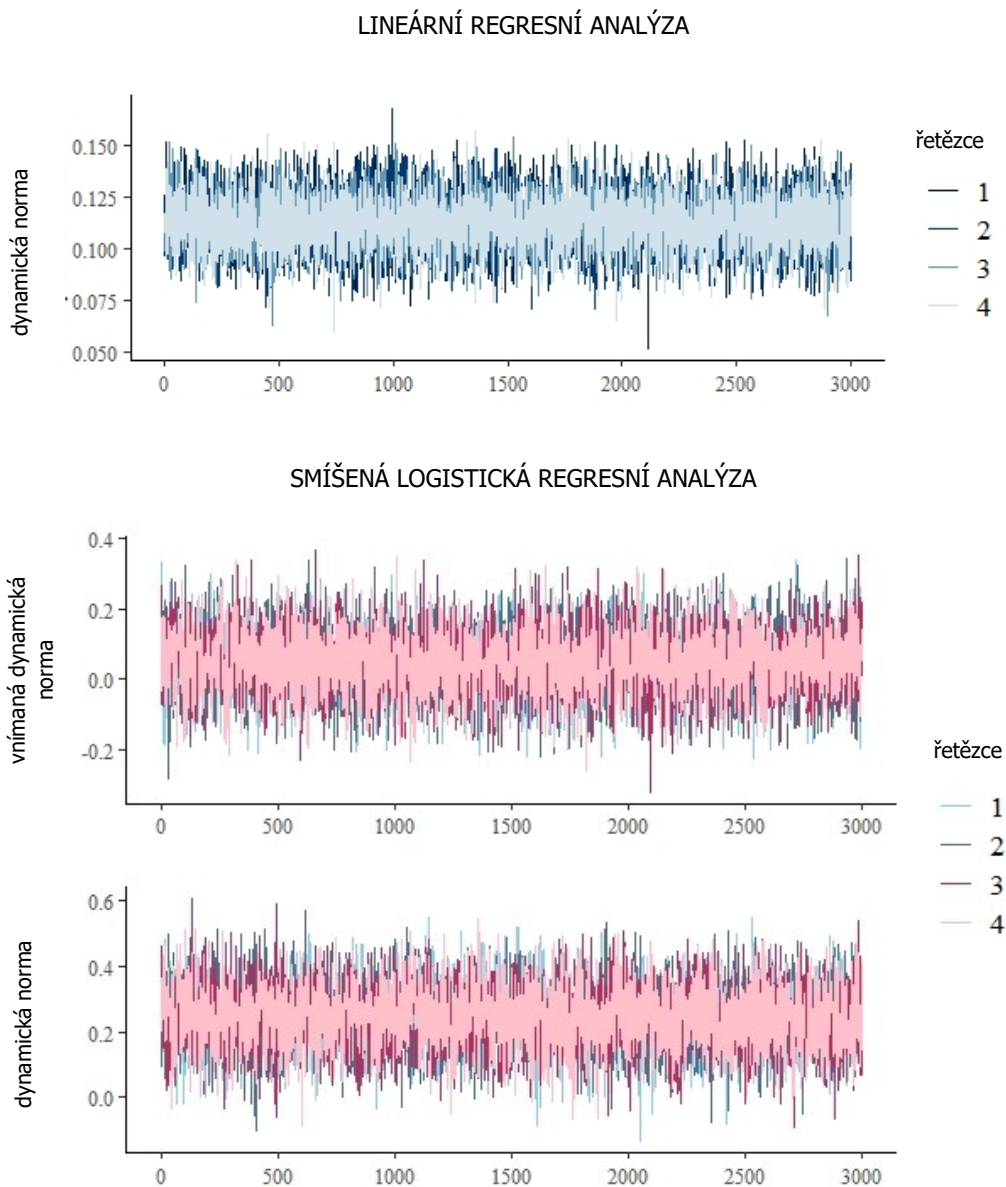 LINEÁRNÍ REGRESNÍ ANALÝZA
dynamická norma
0.150
0.125
0.100
0.075
0.050
0 500 1000 1500 2000 2500 3000
řetězce
1
2
3
4
SMÍŠENÁ LOGISTICKÁ REGRESNÍ ANALÝZA
vnímaná dynamická
norma
0.4
0.2
0.0
-0.2
0 500 1000 1500 2000 2500 3000
řetězce
1
2
3
4
dynamická norma
0.6
0.4
0.2
0.0
0 500 1000 1500 2000 2500 3000